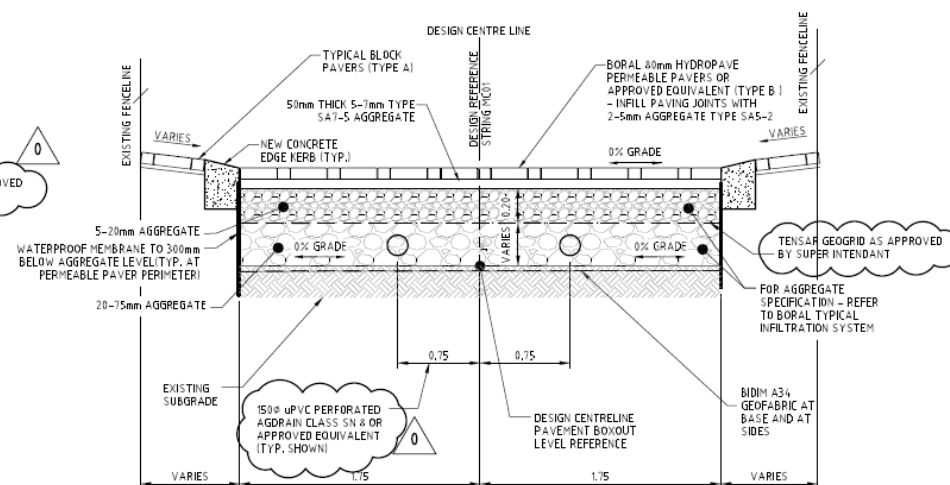 DESIGN CENTRE LINE
EXISTING FENCELINE
TYPICAL BLOCK
PAVERS (TYPE A)
50mm THICK 5-7mm TYPE
SA7-5 AGGREGATE
DESIGN REFERENCE
STRING MC01
BORAL 80mm HYDROPAVE
PERMEABLE PAVERS OR
APPROVED EQUIVALENT (TYPE B)
- INFILL PAVING JOINTS WITH
2-5mm AGGREGATE TYPE SA5-2
EXISTING FENCELINE
VARIES
VARIES
0
NEW CONCRETE
EDGE KERB (TYP.)
0% GRADE
5-20mm AGGREGATE
WATERPROOF MEMBRANE TO 300mm
BELOW AGGREGATE LEVEL(TYP. AT
PERMEABLE PAVER PERIMETER)
20-75mm AGGREGATE
0% GRADE
VARIES
0.20
0% GRADE
TENSAR GEOGRID AS APPROVED
BY SUPER INTENDANT
FOR AGGREGATE
SPECIFICATION - REFER
TO BORAL TYPICAL
INFILTRATION SYSTEM
0.75
0.75
EXISTING
SUBGRADE
150Ø uPVC PERFORATED
AGDRAIN CLASS SN 8 OR
APPROVED EQUIVALENT
(TYP. SHOWN)
0
DESIGN CENTRELINE
PAVEMENT BOXOUT
LEVEL REFERENCE
BIDIM A34
GEOFABRIC AT
BASE AND AT
SIDES
VARIES
1.75
1.75
VARIES